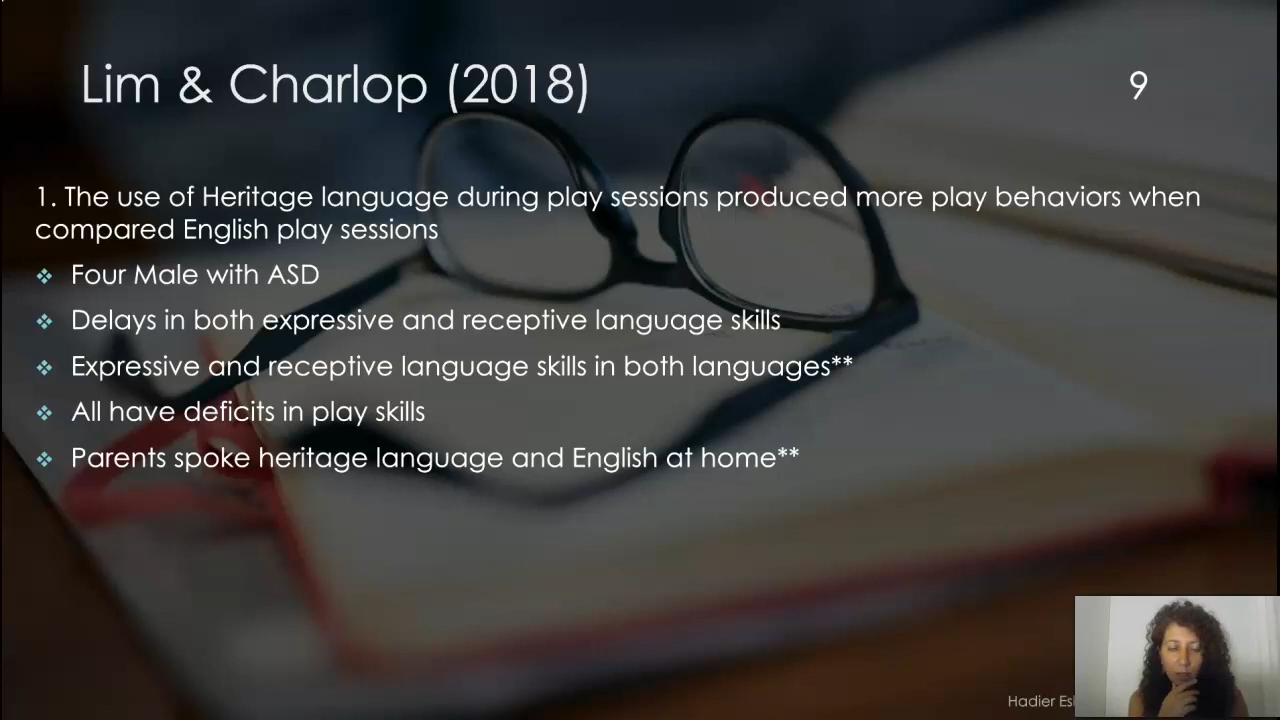 Lim & Charlop (2018)
9
1. The use of Heritage language during play sessions produced more play behaviors when
compared English play sessions
Four Male with ASD
Delays in both expressive and receptive language skills
Expressive and receptive language skills in both languages**
All have deficits in play skills
Parents spoke heritage language and English at home**
Hadier